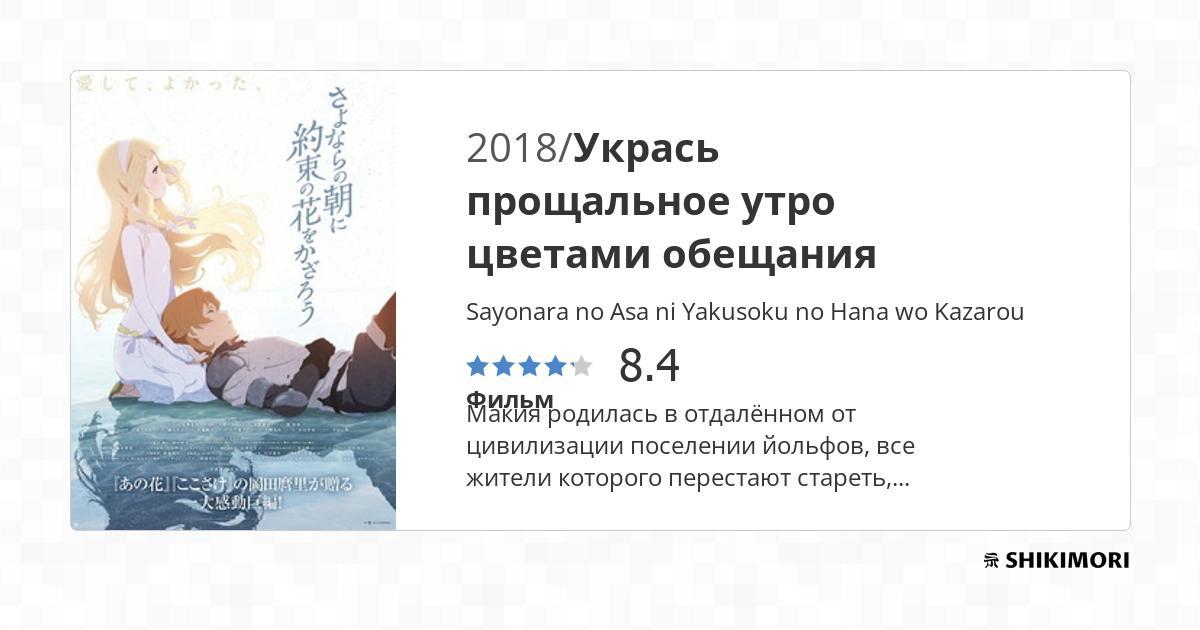 愛して、よかった。
さよならの朝に
約束の花をかざろう
『あの花』『ここさけ』の岡田麿里が贈る
大感動巨編!
2018/Укрась
прощальное утро
цветами обещания
Sayonara no Asa ni Yakusoku no Hana wo Kazarou
8.4
Фильм
Макия родилась в отдалённом от
цивилизации поселении йольфов, все
жители которого перестают стареть,...
SHIKIMORI